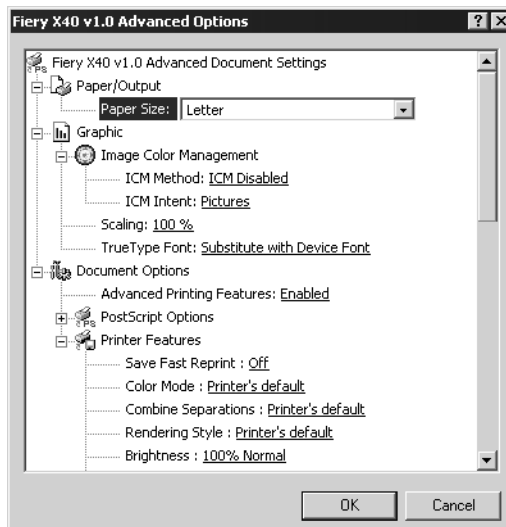 Fiery X40 v1.0 Advanced Options
Fiery X40 v1.0 Advanced Document Settings
Paper/Output
Paper Size: Letter
Graphic
Image Color Management
ICM Method: ICM Disabled
ICM Intent: Pictures
Scaling: 100 %
TrueType Font: Substitute with Device Font
Document Options
Advanced Printing Features: Enabled
PostScript Options
Printer Features
Save Fast Reprint : Off
Color Mode : Printer's default
Combine Separations : Printer's default
Rendering Style : Printer's default
Brightness : 100% Normal
OK Cancel